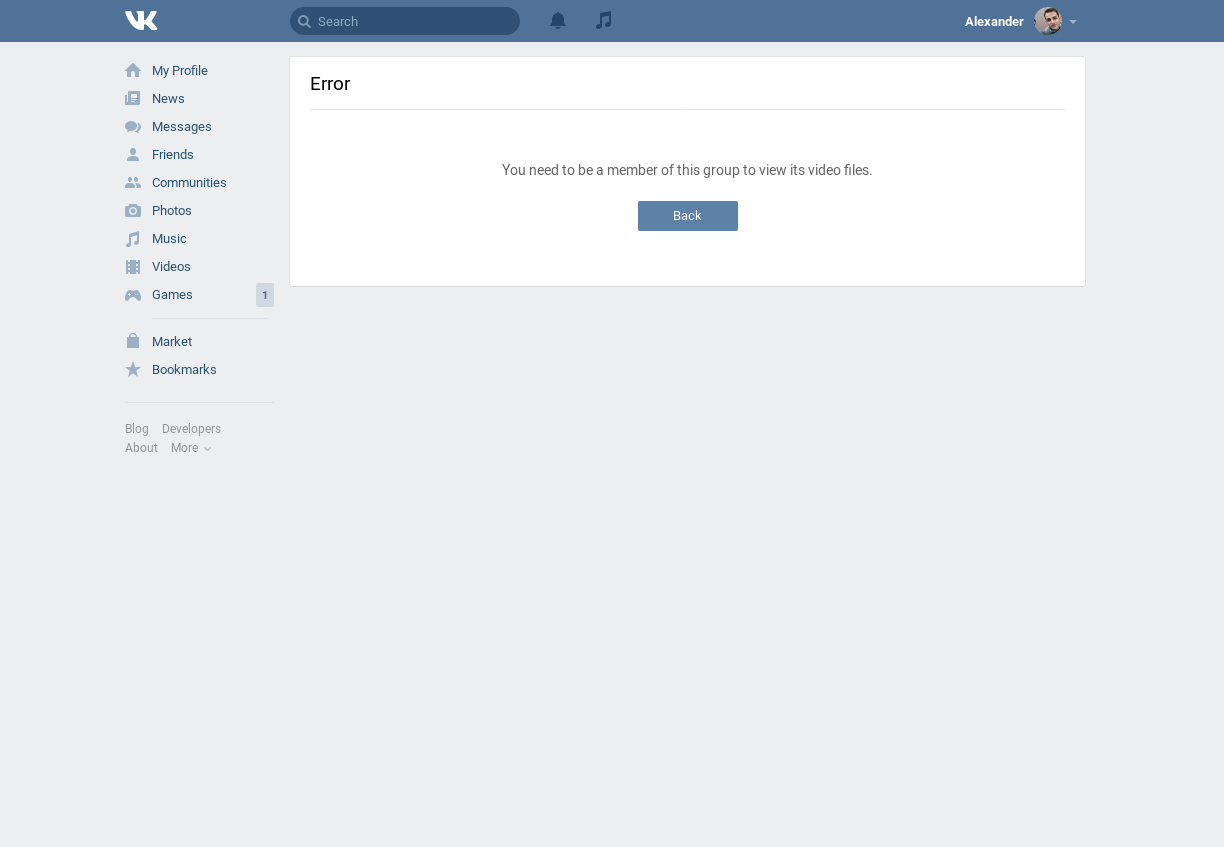 Search
Alexander
My Profile
News
Messages
Friends
Communities
Photos
Music
Videos
Games 1
Market
Bookmarks
Blog Developers
About More
Error
You need to be a member of this group to view its video files.
Back